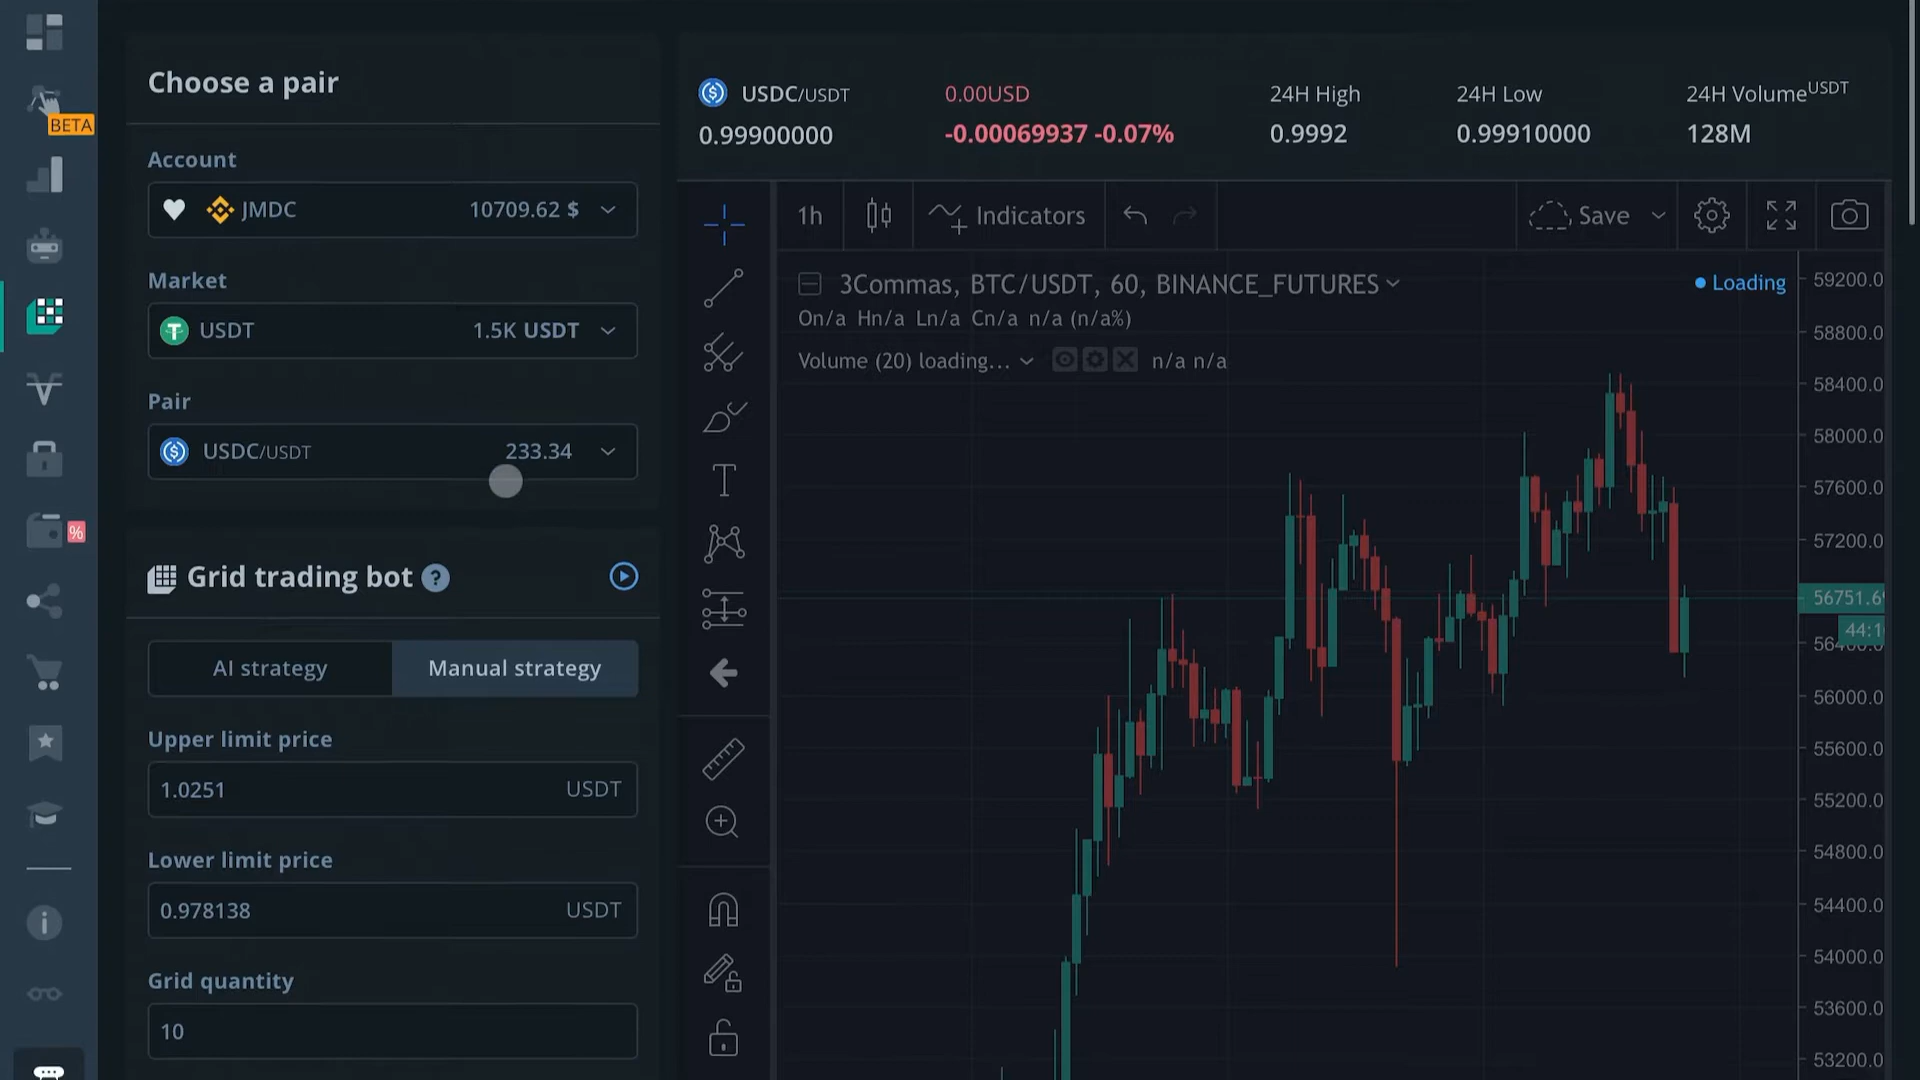 BETA
%
Choose a pair
Account
JMDC 10709.62 $
Market
USDT 1.5K USDT
Pair
USDC/USDT 233.34
Grid trading bot ?
AI strategy Manual strategy
Upper limit price
1.0251 USDT
Lower limit price
0.978138 USDT
Grid quantity
10
USDC/USDT 0.00USD 24H High 24H Low 24H Volume USDT
0.99900000 -0.00069937 -0.07% 0.9992 0.99910000 128M
1h Indicators Save
3Commas, BTC/USDT, 60, BINANCE_FUTURES
Loading
On/a Hn/a Ln/a Cn/a n/a (n/a%)
Volume (20) loading... n/a n/a
59200.0
58800.0
58400.0
58000.0
57600.0
57200.0
56751.6
44:1
56000.0
55600.0
55200.0
54800.0
54400.0
54000.0
53600.0
53200.0